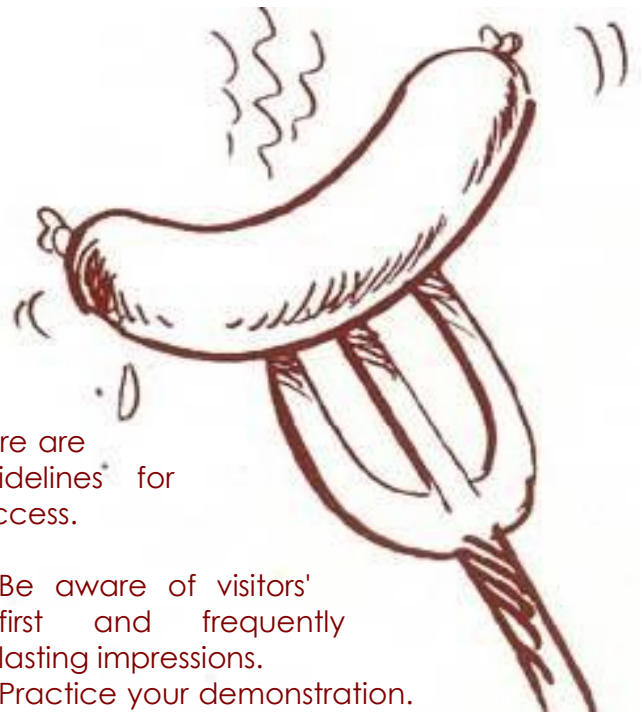 re are
idelines for
ccess.
Be aware of visitors'
first and frequently
lasting impressions.
Practice your demonstration.